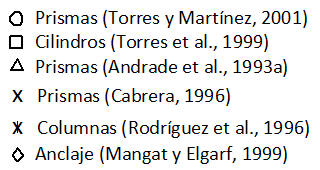 Prismas (Torres y Martínez, 2001)
Cilindros (Torres et al., 1999)
Prismas (Andrade et al., 1993a)
Prismas (Cabrera, 1996)
Columnas (Rodríguez et al., 1996)
Anclaje (Mangat y Elgarf, 1999)